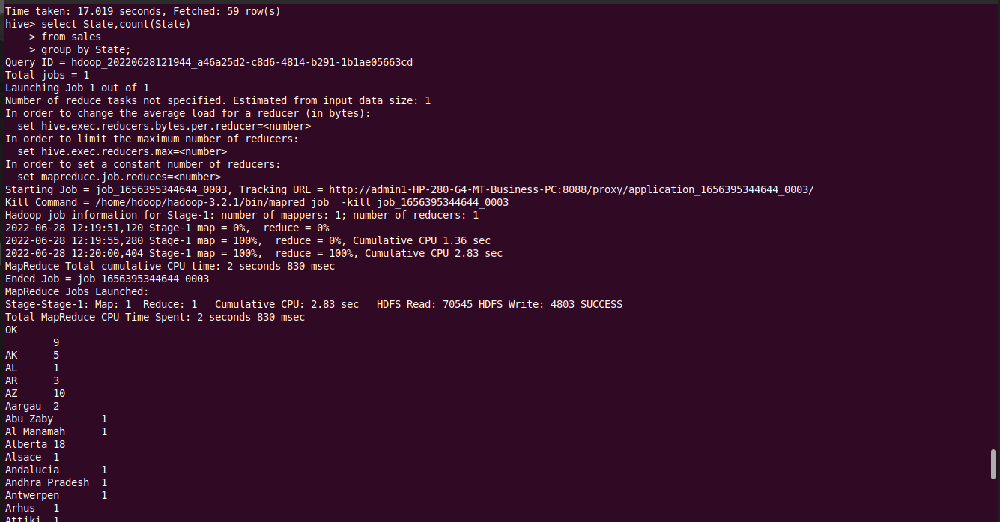 Time taken: 17.019 seconds, Fetched: 59 row(s)
hive> select State,count(State)
    > from sales
    > group by State;
Query ID = hdoop_20220628121944_a46a25d2-c8d6-4814-b291-1b1ae05663cd
Total jobs = 1
Launching Job 1 out of 1
Number of reduce tasks not specified. Estimated from input data size: 1
In order to change the average load for a reducer (in bytes):
  set hive.exec.reducers.bytes.per.reducer=<number>
In order to limit the maximum number of reducers:
  set hive.exec.reducers.max=<number>
In order to set a constant number of reducers:
  set mapreduce.job.reduces=<number>
Starting Job = job_1656395344644_0003, Tracking URL = http://admin1-HP-280-G4-MT-Business-PC:8088/proxy/application_1656395344644_0003/
Kill Command = /home/hdoop/hadoop-3.2.1/bin/mapred job  -kill job_1656395344644_0003
Hadoop job information for Stage-1: number of mappers: 1; number of reducers: 1
2022-06-28 12:19:51,120 Stage-1 map = 0%,  reduce = 0%
2022-06-28 12:19:55,280 Stage-1 map = 100%,  reduce = 0%, Cumulative CPU 1.36 sec
2022-06-28 12:20:00,404 Stage-1 map = 100%,  reduce = 100%, Cumulative CPU 2.83 sec
MapReduce Total cumulative CPU time: 2 seconds 830 msec
Ended Job = job_1656395344644_0003
MapReduce Jobs Launched:
Stage-Stage-1: Map: 1  Reduce: 1   Cumulative CPU: 2.83 sec   HDFS Read: 70545 HDFS Write: 4803 SUCCESS
Total MapReduce CPU Time Spent: 2 seconds 830 msec
OK
        9
AK      5
AL      1
AR      3
AZ      10
Aargau  2
Abu Zaby        1
Al Manamah      1
Alberta 18
Alsace  1
Andalucia       1
Andhra Pradesh  1
Antwerpen       1
Arhus   1
Attiki  1